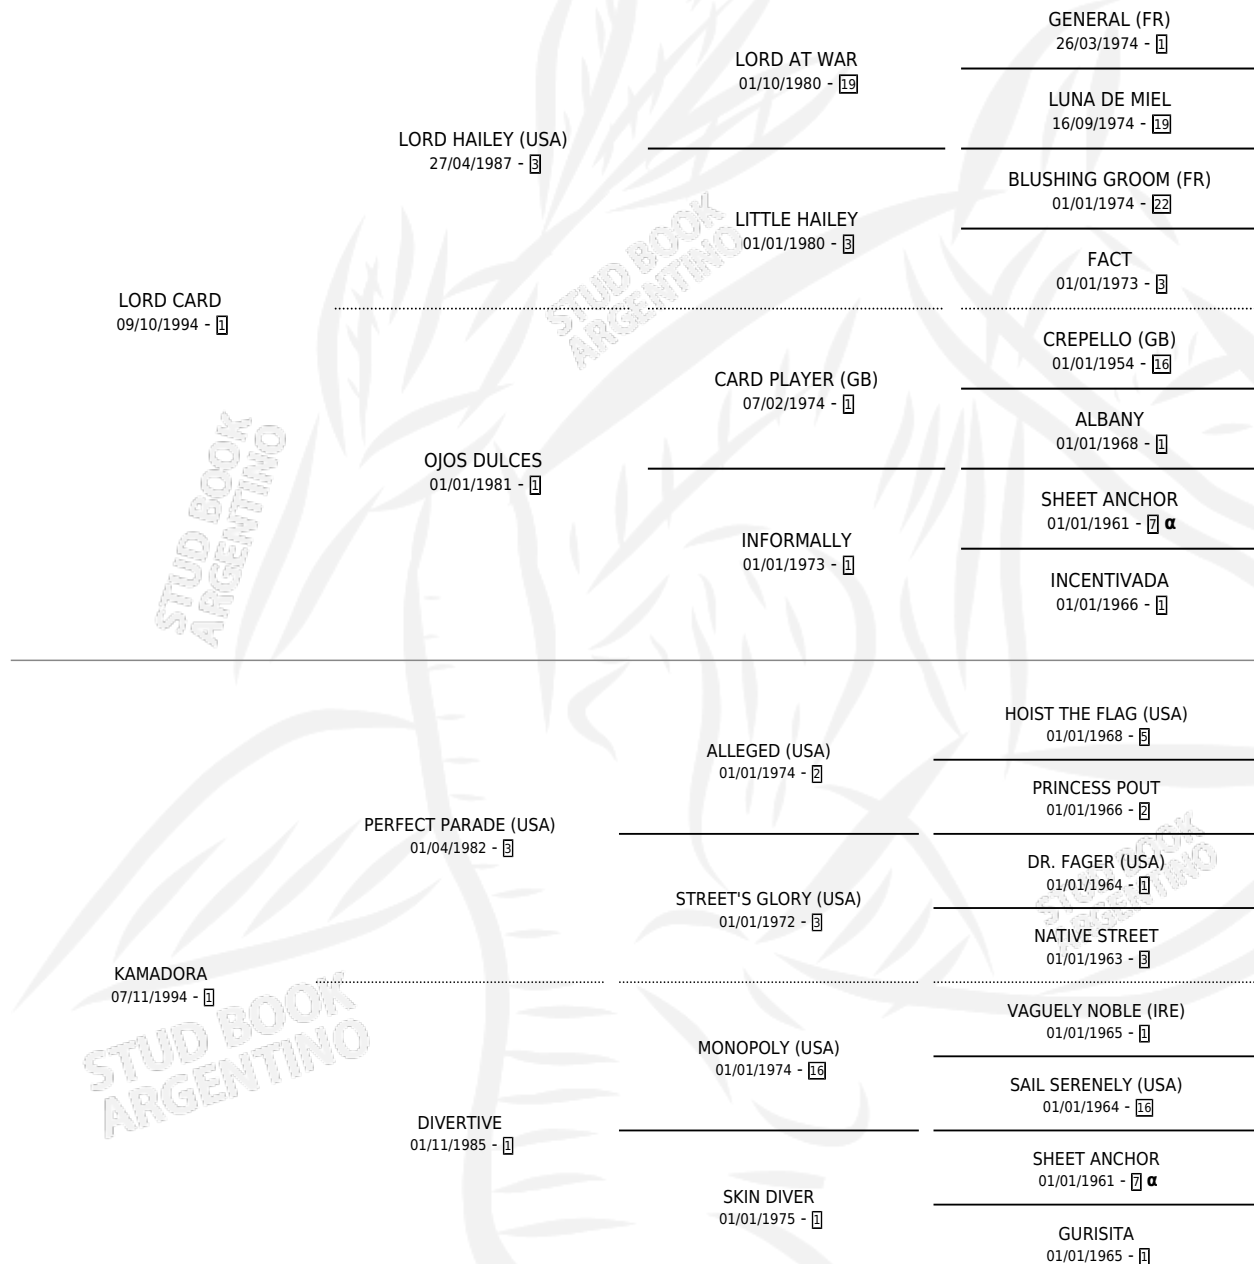 GENERAL (FR)
26/03/1974 - 1
LORD AT WAR
01/10/1980 - 19
LUNA DE MIEL
16/09/1974 - 19
LORD HAILEY (USA)
27/04/1987 - 3
BLUSHING GROOM (FR)
01/01/1974 - 22
LITTLE HAILEY
01/01/1980 - 3
FACT
01/01/1973 - 3
LORD CARD
09/10/1994 - 1
CREPELLO (GB)
01/01/1954 - 16
CARD PLAYER (GB)
07/02/1974 - 1
ALBANY
01/01/1968 - 1
OJOS DULCES
01/01/1981 - 1
SHEET ANCHOR
01/01/1961 - 7 α
INFORMALLY
01/01/1973 - 1
INCENTIVADA
01/01/1966 - 1
HOIST THE FLAG (USA)
01/01/1968 - 5
ALLEGED (USA)
01/01/1974 - 2
PRINCESS POUT
01/01/1966 - 2
PERFECT PARADE (USA)
01/04/1982 - 3
DR. FAGER (USA)
01/01/1964 - 1
STREET'S GLORY (USA)
01/01/1972 - 3
NATIVE STREET
01/01/1963 - 3
KAMADORA
07/11/1994 - 1
VAGUELY NOBLE (IRE)
01/01/1965 - 1
MONOPOLY (USA)
01/01/1974 - 16
SAIL SERENELY (USA)
01/01/1964 - 16
DIVERTIVE
01/11/1985 - 1
SHEET ANCHOR
01/01/1961 - 7 α
SKIN DIVER
01/01/1975 - 1
GURISITA
01/01/1965 - 1
STUD BOOK
ARGENTINO
STUD BOOK
ARGENTINO
STUD BOOK
ARGENTINO
STUD BOOK
ARGENTINO